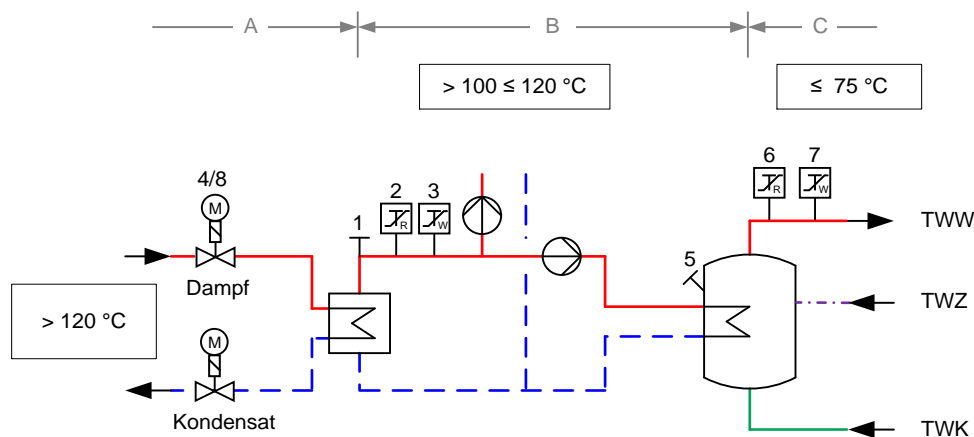 A B C
> 100 ≤ 120 °C
≤ 75 °C
4/8
M
1
2
R
3
W
6
R
7
W
TWW
Dampf
5
> 120 °C
TWZ
M
Kondensat
TWK